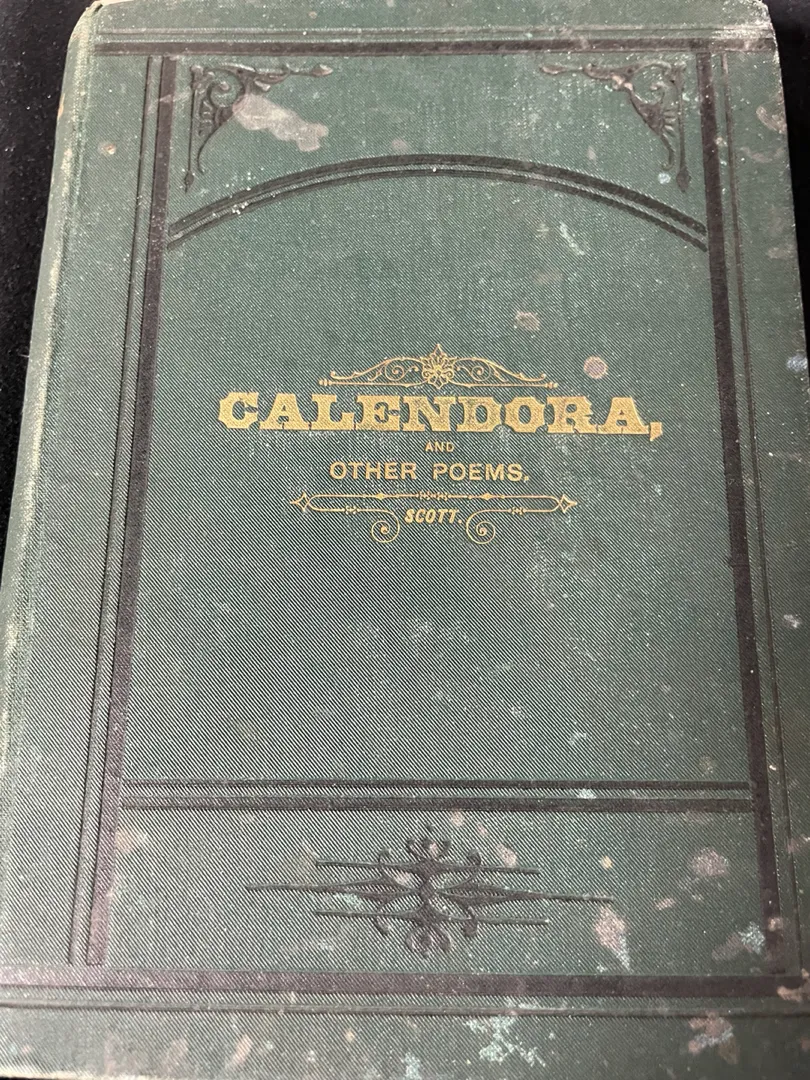 CALENDORA,
AND
OTHER POEMS,
SCOTT.